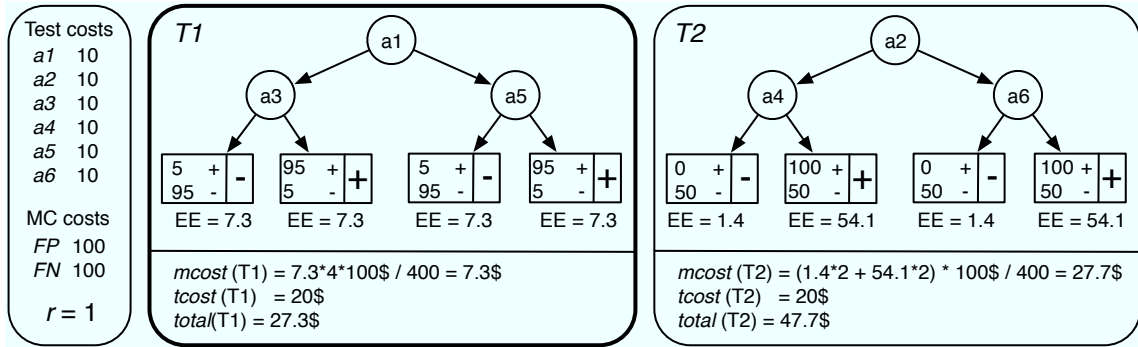 Test costs
a1 10
a2 10
a3 10
a4 10
a5 10
a6 10
MC costs
FP 100
FN 100
r = 1
T1
a1
a3
a5
5 + -
95 -
95 + +
5 -
5 + -
95 -
95 + +
5 -
EE = 7.3
EE = 7.3
EE = 7.3
EE = 7.3
mcost (T1) = 7.3*4*100$ / 400 = 7.3$
tcost (T1) = 20$
total(T1) = 27.3$
T2
a2
a4
a6
0 + -
50 -
100 + +
50 -
0 + -
50 -
100 + +
50 -
EE = 1.4
EE = 54.1
EE = 1.4
EE = 54.1
mcost (T2) = (1.4*2 + 54.1*2) * 100$ / 400 = 27.7$
tcost (T2) = 20$
total (T2) = 47.7$